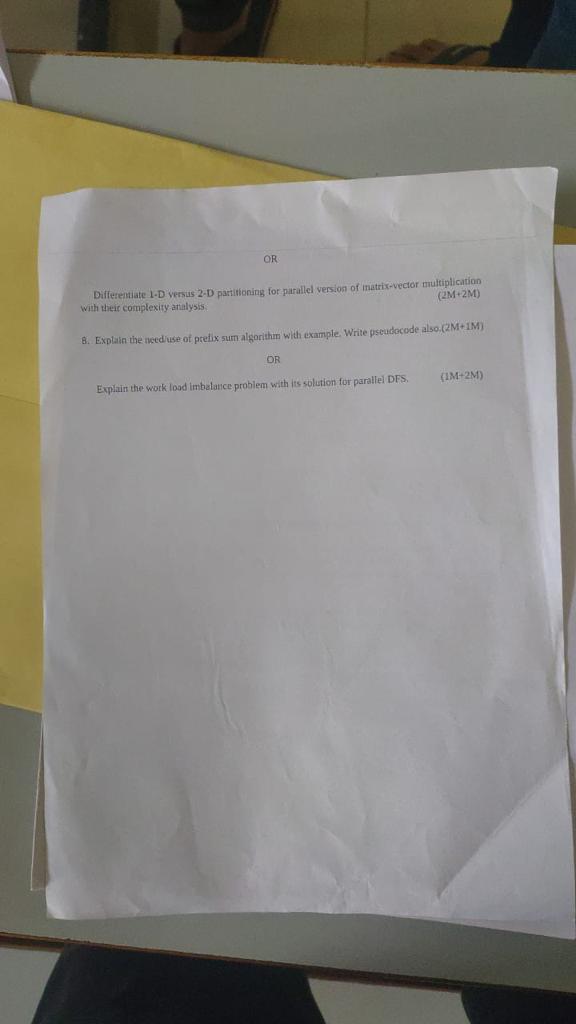 OR
Differentiate 1-D versus 2-D partitioning for parallel version of matrix-vector multiplication
with their complexity analysis. (2M+2M)
8. Explain the need/use of prefix sum algorithm with example. Write pseudocode also.(2M+1M)
OR
Explain the work load imbalance problem with its solution for parallel DFS. (1M+2M)